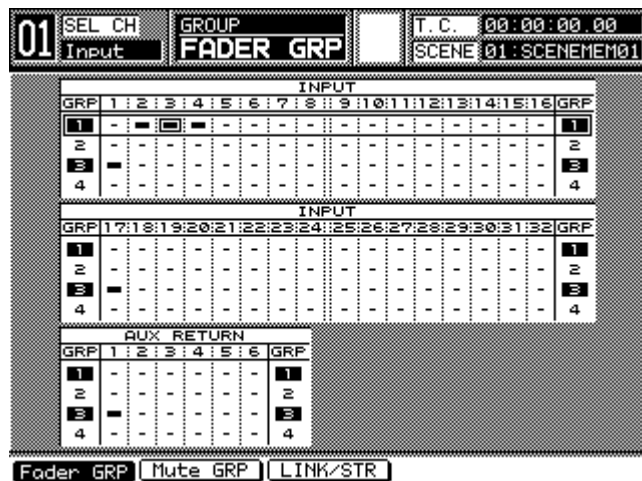 01 SEL CH GROUP T.C. 00:00:00.00
Input FADER GRP SCENE 01:SCENEMEM01
INPUT
GRP 1 2 3 4 5 6 7 8 9 10 11 12 13 14 15 16 GRP
1 - - - - - - - - - - - - - - - - 1
2 - - - - - - - - - - - - - - - - 2
3 - - - - - - - - - - - - - - - - 3
4 - - - - - - - - - - - - - - - - 4
INPUT
GRP 17 18 19 20 21 22 23 24 25 26 27 28 29 30 31 32 GRP
1 - - - - - - - - - - - - - - - - 1
2 - - - - - - - - - - - - - - - - 2
3 - - - - - - - - - - - - - - - - 3
4 - - - - - - - - - - - - - - - - 4
AUX RETURN
GRP 1 2 3 4 5 6 GRP
1 - - - - - - 1
2 - - - - - - 2
3 - - - - - - 3
4 - - - - - - 4
Fader GRP Mute GRP LINK/STR